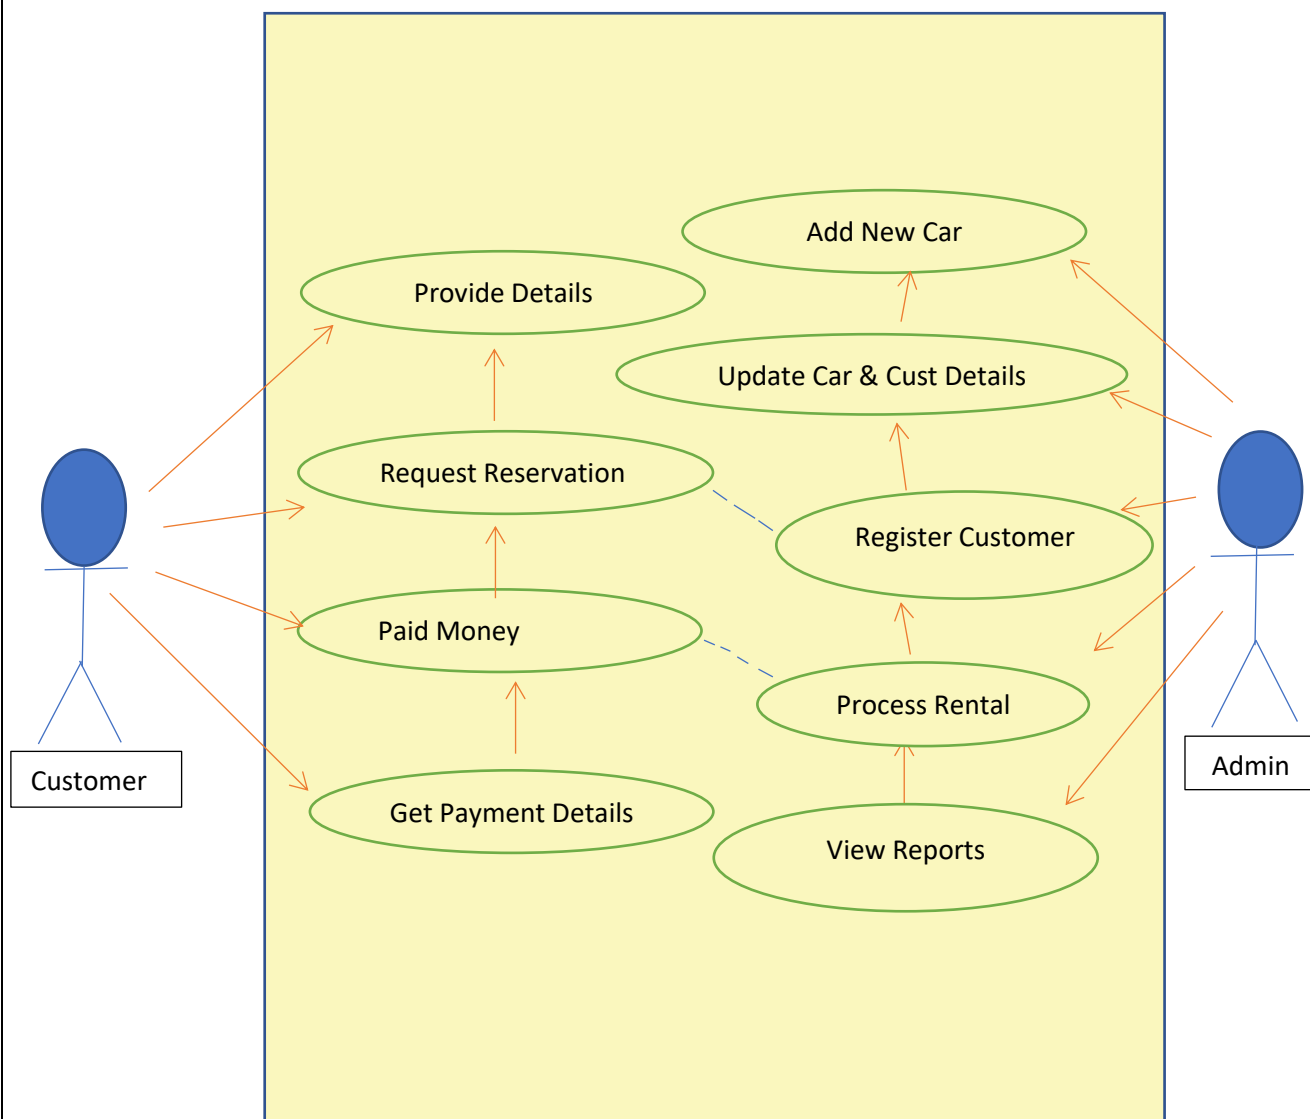 Add New Car
Provide Details
Update Car & Cust Details
Request Reservation
Register Customer
Paid Money
Process Rental
Customer
Admin
Get Payment Details
View Reports